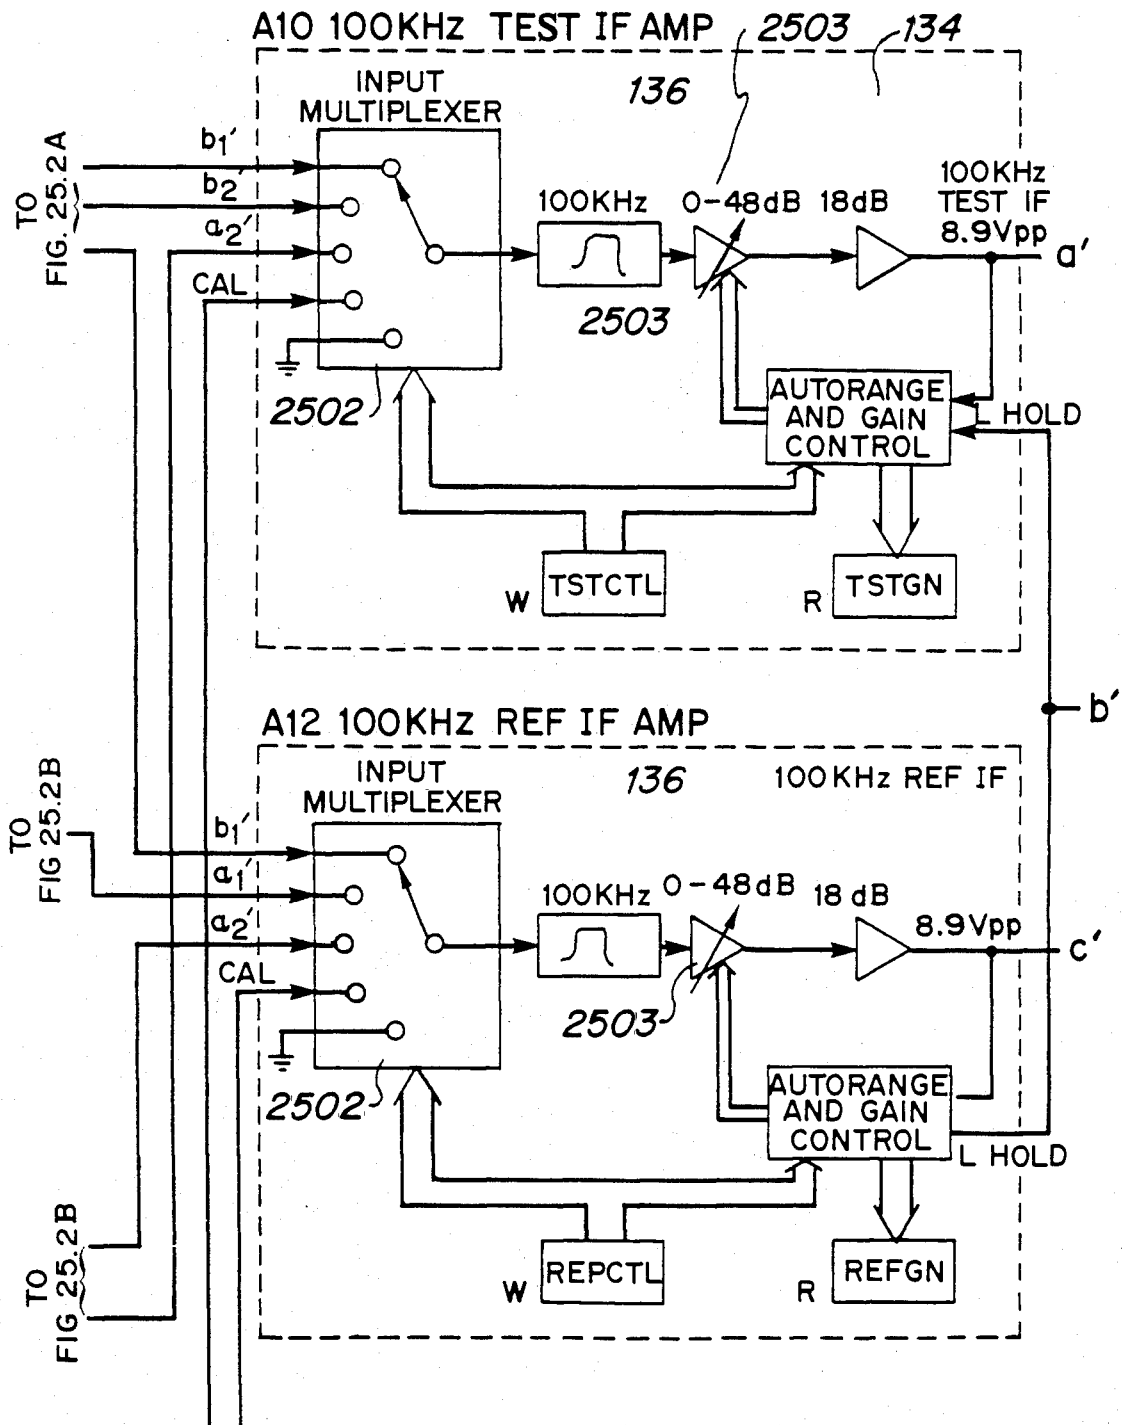 A10 100KHz TEST IF AMP
2503
134
INPUT
MULTIPLEXER
136
TO
FIG. 25.2A
b1'
b2'
a2'
CAL
100KHz
0-48dB
18dB
100KHz
TEST IF
8.9Vpp
a'
2503
2502
AUTORANGE
AND GAIN
CONTROL
L HOLD
W
TSTCTL
R
TSTGN
b'
A12 100KHz REF IF AMP
INPUT
MULTIPLEXER
136
100KHz REF IF
TO
FIG 25.2B
b1'
a1'
a2'
CAL
100KHz
0-48dB
18dB
8.9Vpp
c'
2503
2502
AUTORANGE
AND GAIN
CONTROL
L HOLD
W
REPCTL
R
REFGN
TO
FIG 25.2B